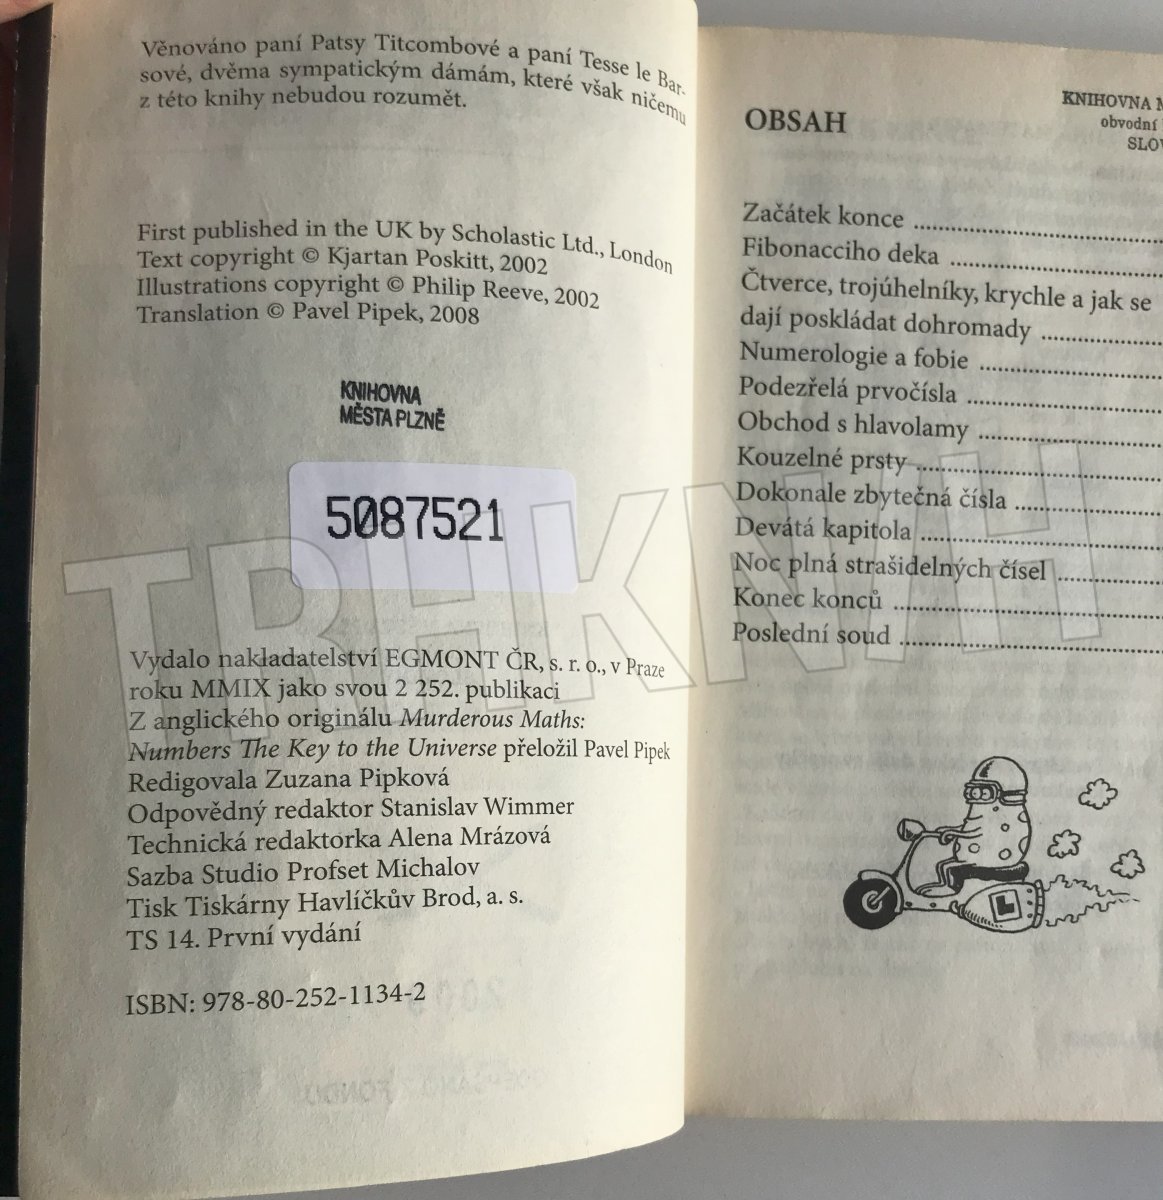 Věnováno paní Patsy Titcombové a paní Tesse le Bar-
sové, dvěma sympatickým dámám, které však ničemu
z této knihy nebudou rozumět.
First published in the UK by Scholastic Ltd., London
Text copyright © Kjartan Poskitt, 2002
Illustrations copyright © Philip Reeve, 2002
Translation © Pavel Pipek, 2008
KNIHOVNA
MĚSTA PLZNĚ
5087521
Vydalo nakladatelství EGMONT ČR, s. r. o., v Praze
roku MMIX jako svou 2 252. publikaci
Z anglického originálu Murderous Maths:
Numbers The Key to the Universe přeložil Pavel Pipek
Redigovala Zuzana Pipková
Odpovědný redaktor Stanislav Wimmer
Technická redaktorka Alena Mrázová
Sazba Studio Profset Michalov
Tisk Tiskárny Havlíčkův Brod, a. s.
TS 14. První vydání
ISBN: 978-80-252-1134-2
KNIHOVNA M
obvodní
SLOV
OBSAH
Začátek konce
Fibonacciho deka
Čtverce, trojúhelníky, krychle a jak se
dají poskládat dohromady
Numerologie a fobie
Podezřelá prvočísla
Obchod s hlavolamy
Kouzelné prsty
Dokonale zbytečná čísla
Devátá kapitola
Noc plná strašidelných čísel
Konec konců
Poslední soud
L
TRHKNIH